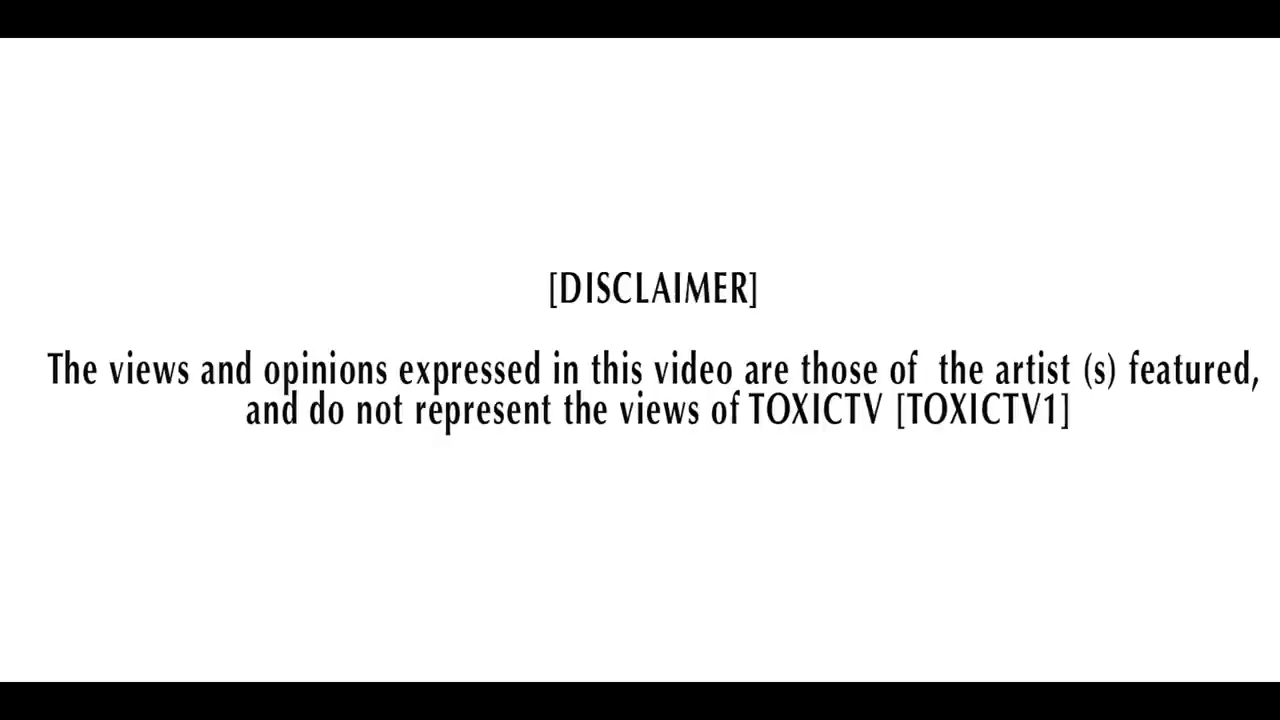 [DISCLAIMER]
The views and opinions expressed in this video are those of  the artist (s) featured,
and do not represent the views of TOXICTV [TOXICTV1]